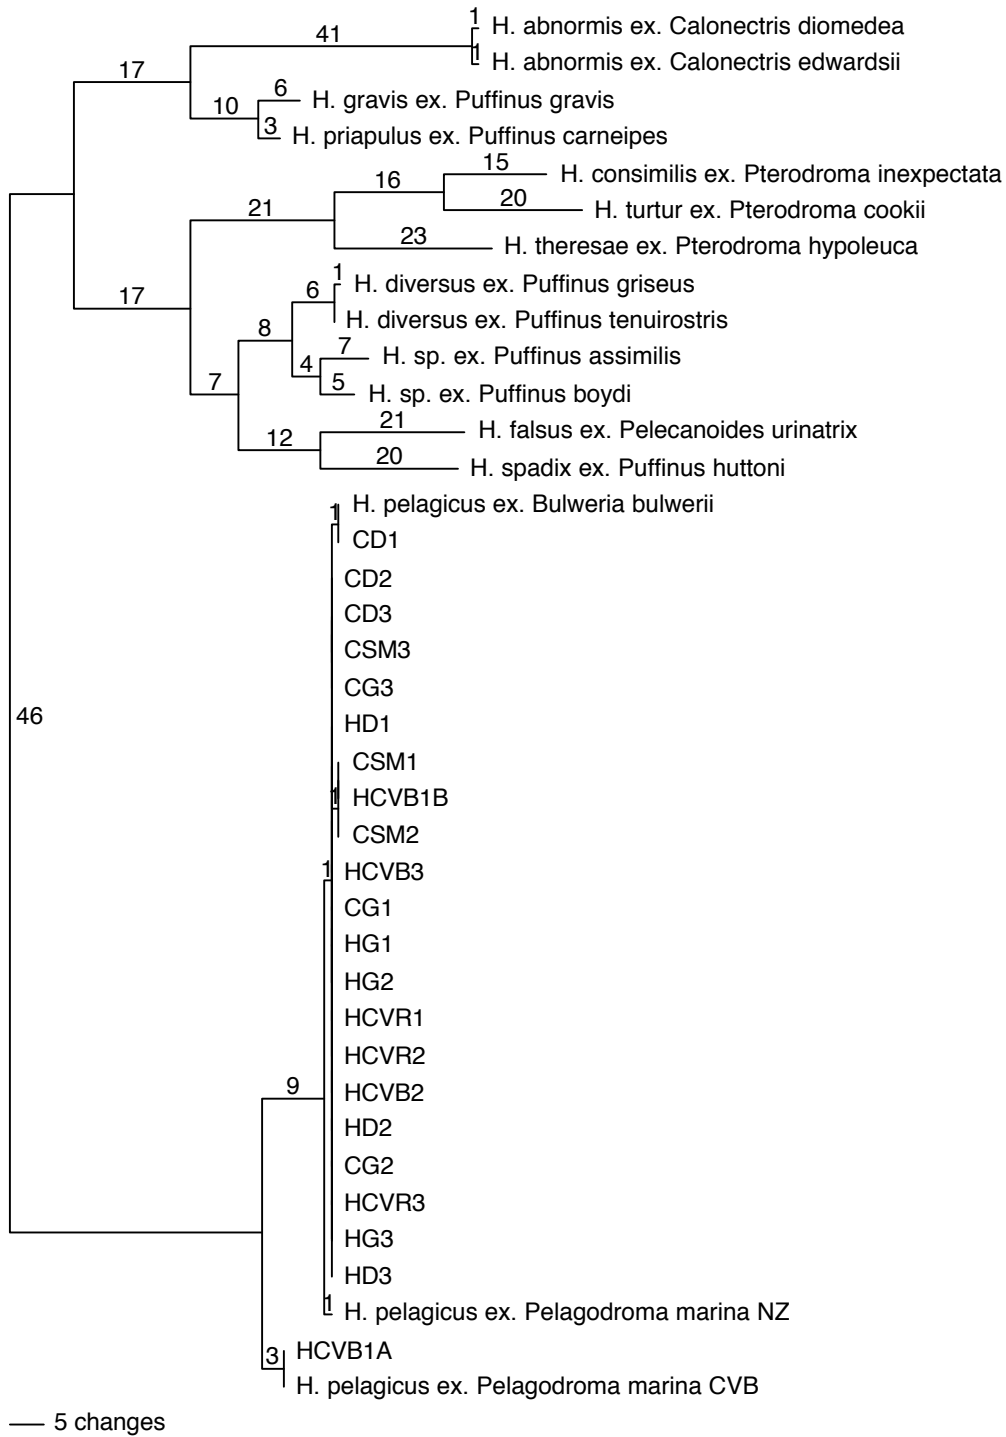 1
H. abnormis ex. Calonectris diomedea
41
1
H. abnormis ex. Calonectris edwardsii
17
6
H. gravis ex. Puffinus gravis
10
3
H. priapulus ex. Puffinus carneipes
15
H. consimilis ex. Pterodroma inexpectata
16
20
H. turtur ex. Pterodroma cookii
21
23
H. theresae ex. Pterodroma hypoleuca
1
H. diversus ex. Puffinus griseus
17
6
H. diversus ex. Puffinus tenuirostris
8
7
H. sp. ex. Puffinus assimilis
4
7
5
H. sp. ex. Puffinus boydi
21
H. falsus ex. Pelecanoides urinatrix
12
20
H. spadix ex. Puffinus huttoni
1
H. pelagicus ex. Bulweria bulwerii
CD1
CD2
CD3
CSM3
CG3
46
HD1
CSM1
1
HCVB1B
CSM2
1
HCVB3
CG1
HG1
HG2
HCVR1
HCVR2
9
HCVB2
HD2
CG2
HCVR3
HG3
HD3
1
H. pelagicus ex. Pelagodroma marina NZ
3
HCVB1A
H. pelagicus ex. Pelagodroma marina CVB
5 changes